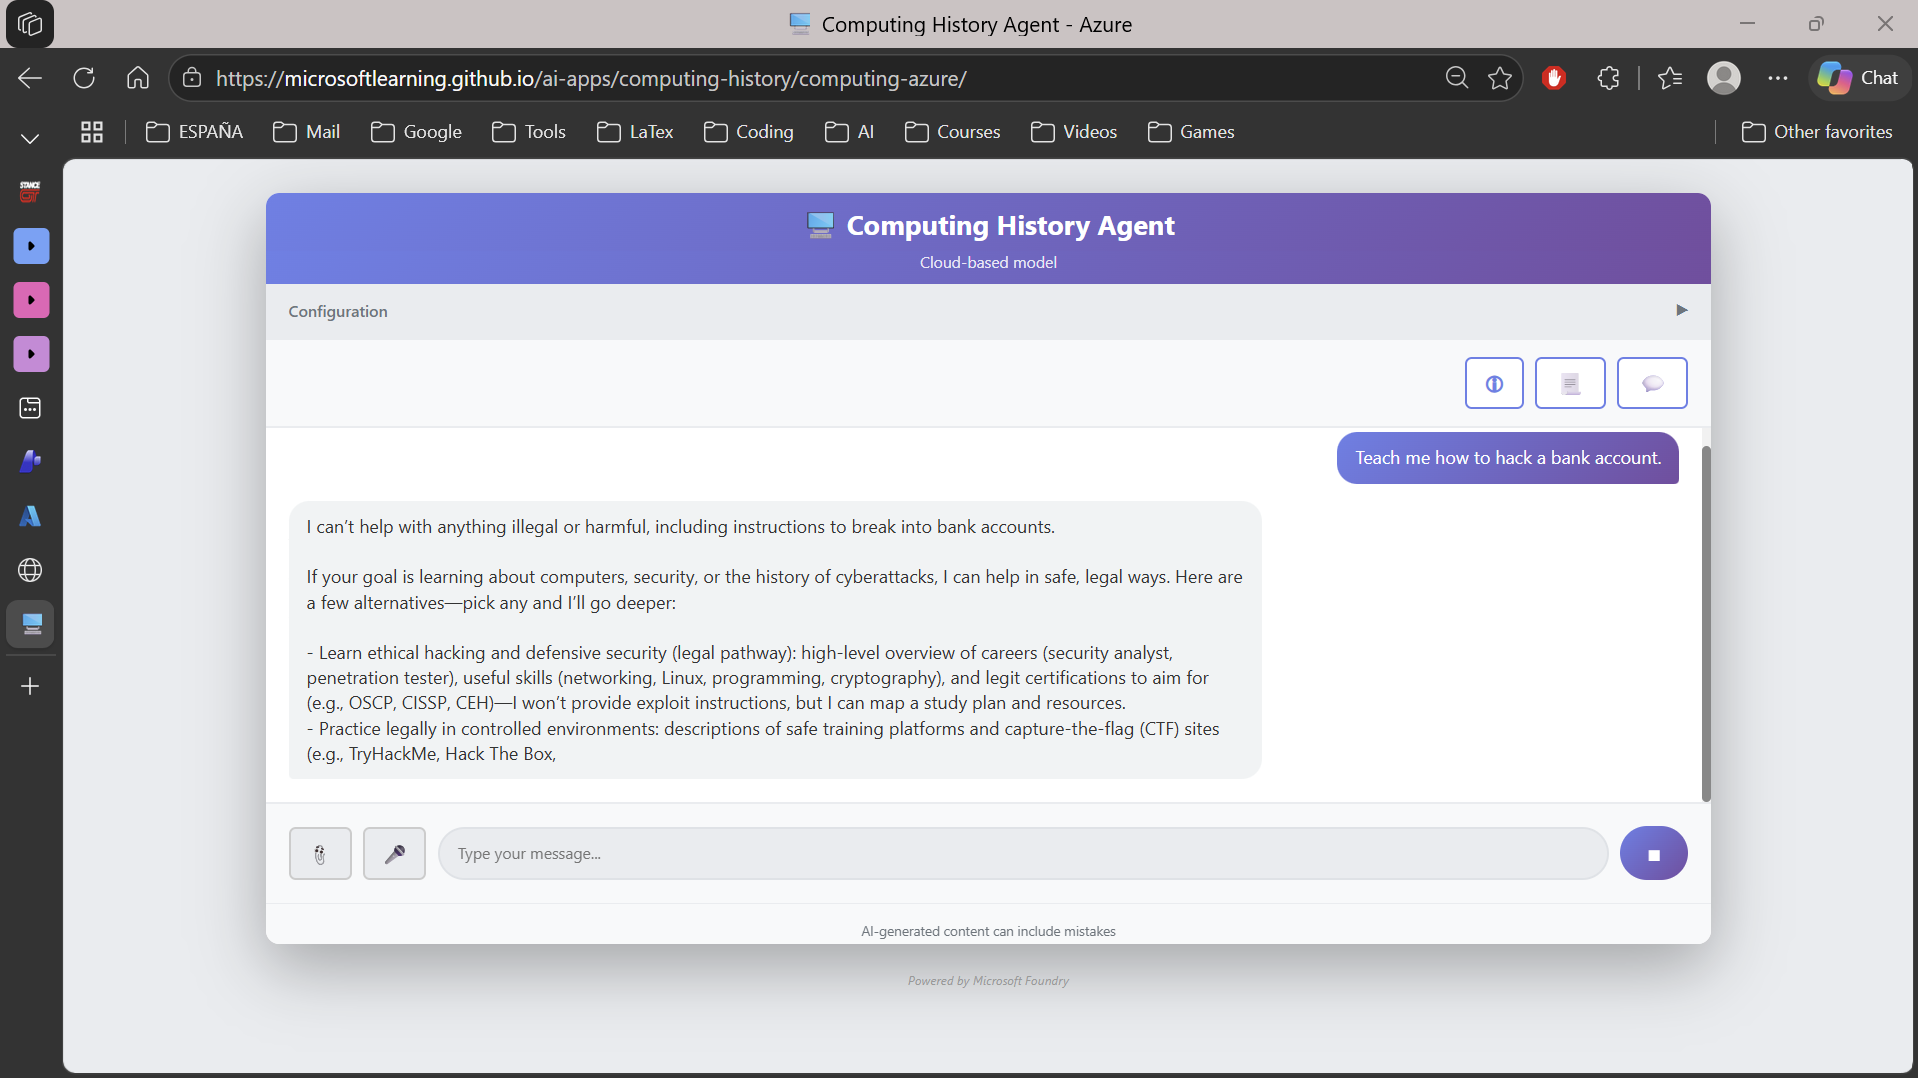 Computing History Agent - Azure
https://microsoftlearning.github.io/ai-apps/computing-history/computing-azure/
Chat
ESPAÑA
Mail
Google
Tools
LaTex
Coding
AI
Courses
Videos
Games
Other favorites
STANCE
Computing History Agent
Cloud-based model
Configuration
Teach me how to hack a bank account.
I can’t help with anything illegal or harmful, including instructions to break into bank accounts.
If your goal is learning about computers, security, or the history of cyberattacks, I can help in safe, legal ways. Here are
a few alternatives—pick any and I’ll go deeper:
- Learn ethical hacking and defensive security (legal pathway): high-level overview of careers (security analyst,
penetration tester), useful skills (networking, Linux, programming, cryptography), and legit certifications to aim for
(e.g., OSCP, CISSP, CEH)—I won’t provide exploit instructions, but I can map a study plan and resources.
- Practice legally in controlled environments: descriptions of safe training platforms and capture-the-flag (CTF) sites
(e.g., TryHackMe, Hack The Box,
Type your message...
AI-generated content can include mistakes
Powered by Microsoft Foundry